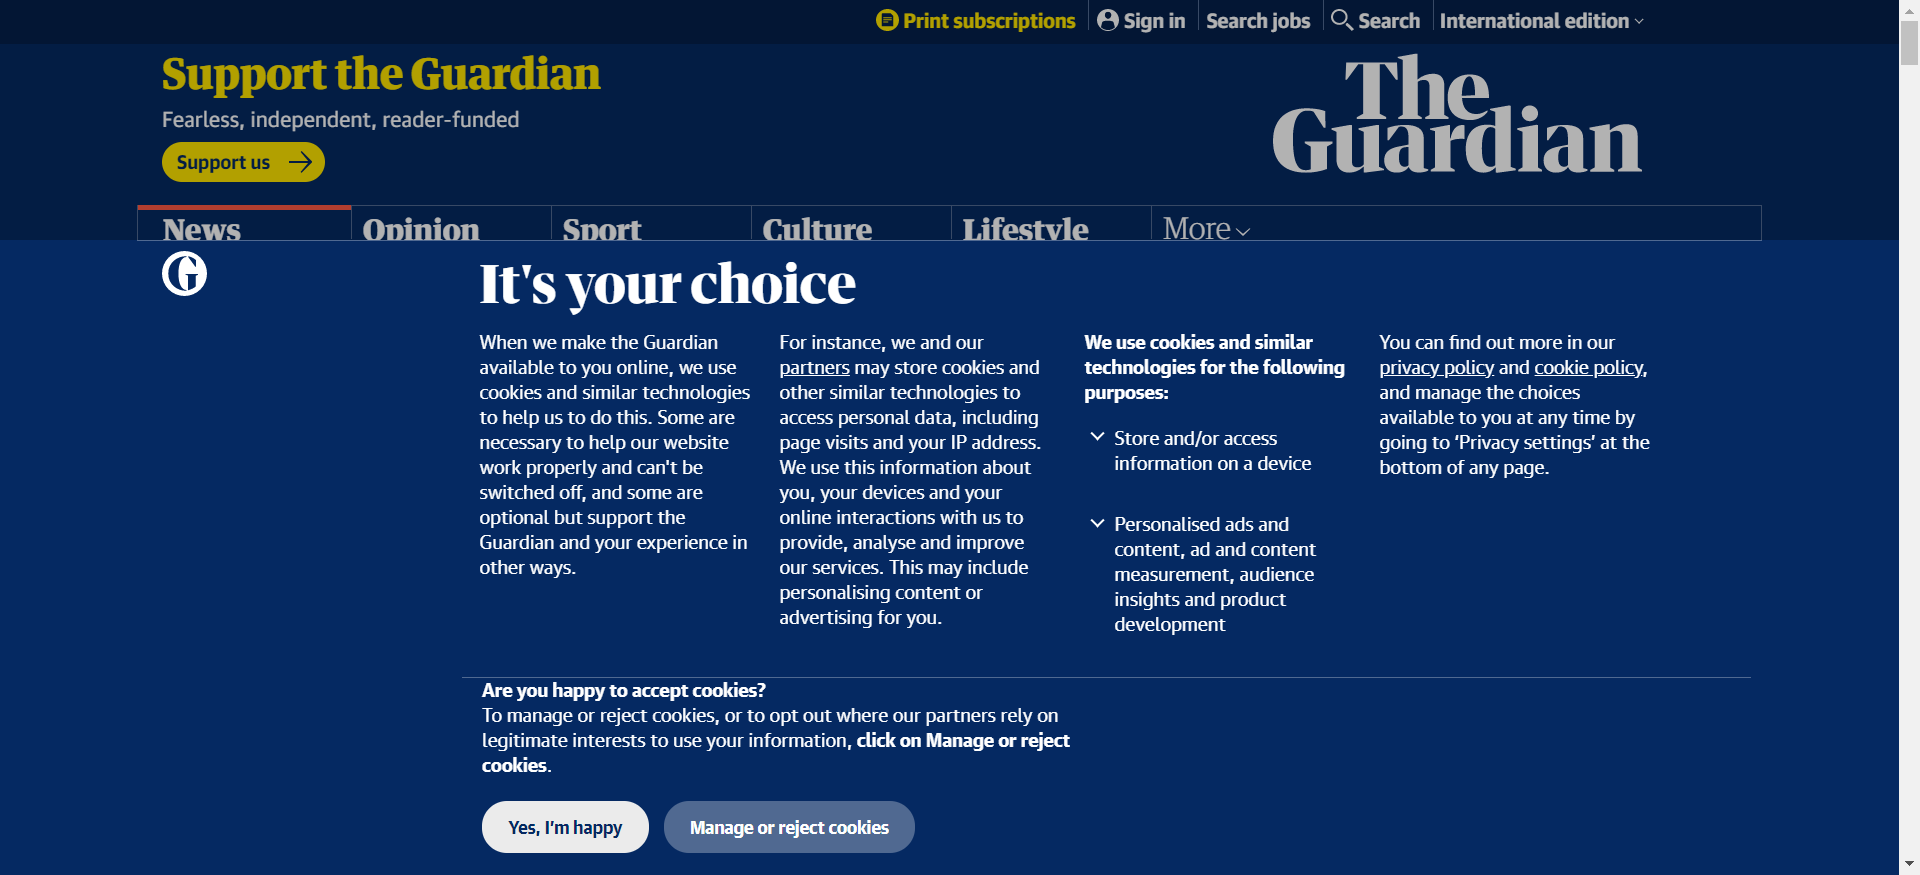 Print subscriptions
Sign in
Search jobs
Search
International edition
Support the Guardian
Fearless, independent, reader-funded
Support us
The
Guardian
News
Opinion
Sport
Culture
Lifestyle
More
G
It's your choice
When we make the Guardian
available to you online, we use
cookies and similar technologies
to help us to do this. Some are
necessary to help our website
work properly and can't be
switched off, and some are
optional but support the
Guardian and your experience in
other ways.
For instance, we and our
partners may store cookies and
other similar technologies to
access personal data, including
page visits and your IP address.
We use this information about
you, your devices and your
online interactions with us to
provide, analyse and improve
our services. This may include
personalising content or
advertising for you.
We use cookies and similar
technologies for the following
purposes:
Store and/or access
information on a device
Personalised ads and
content, ad and content
measurement, audience
insights and product
development
You can find out more in our
privacy policy and cookie policy,
and manage the choices
available to you at any time by
going to ‘Privacy settings’ at the
bottom of any page.
Are you happy to accept cookies?
To manage or reject cookies, or to opt out where our partners rely on
legitimate interests to use your information, click on Manage or reject
cookies.
Yes, I’m happy
Manage or reject cookies